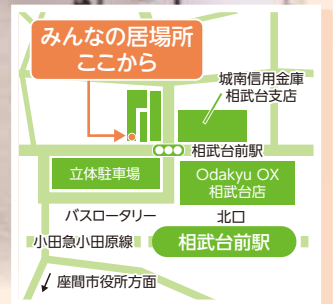 みんなの居場所
ここから
城南信用金庫
相武台支店
相武台前駅
立体駐車場
Odakyu OX
相武台店
バスロータリー
北口
小田急小田原線
相武台前駅
座間市役所方面